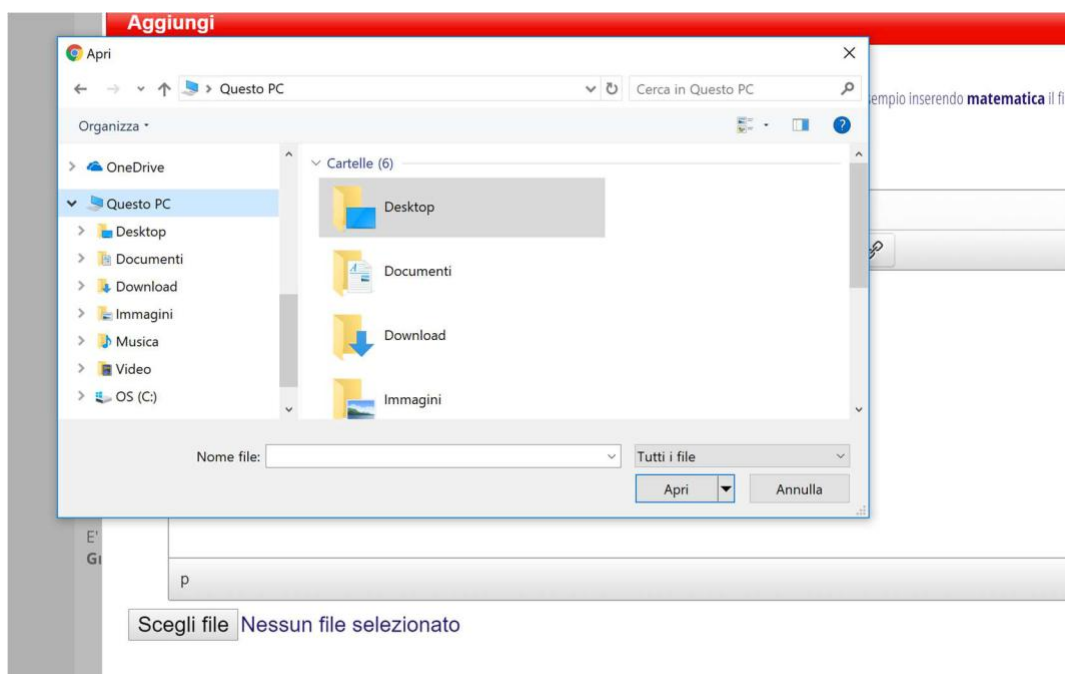 Aggiungi
Apri
Questo PC
Cerca in Questo PC
empio inserendo matematica il fi
Organizza
OneDrive
Questo PC
Desktop
Documenti
Download
Immagini
Musica
Video
OS (C:)
Cartelle (6)
Desktop
Documenti
Download
Immagini
Nome file:
Tutti i file
Apri
Annulla
E'
p
Scegli file Nessun file selezionato